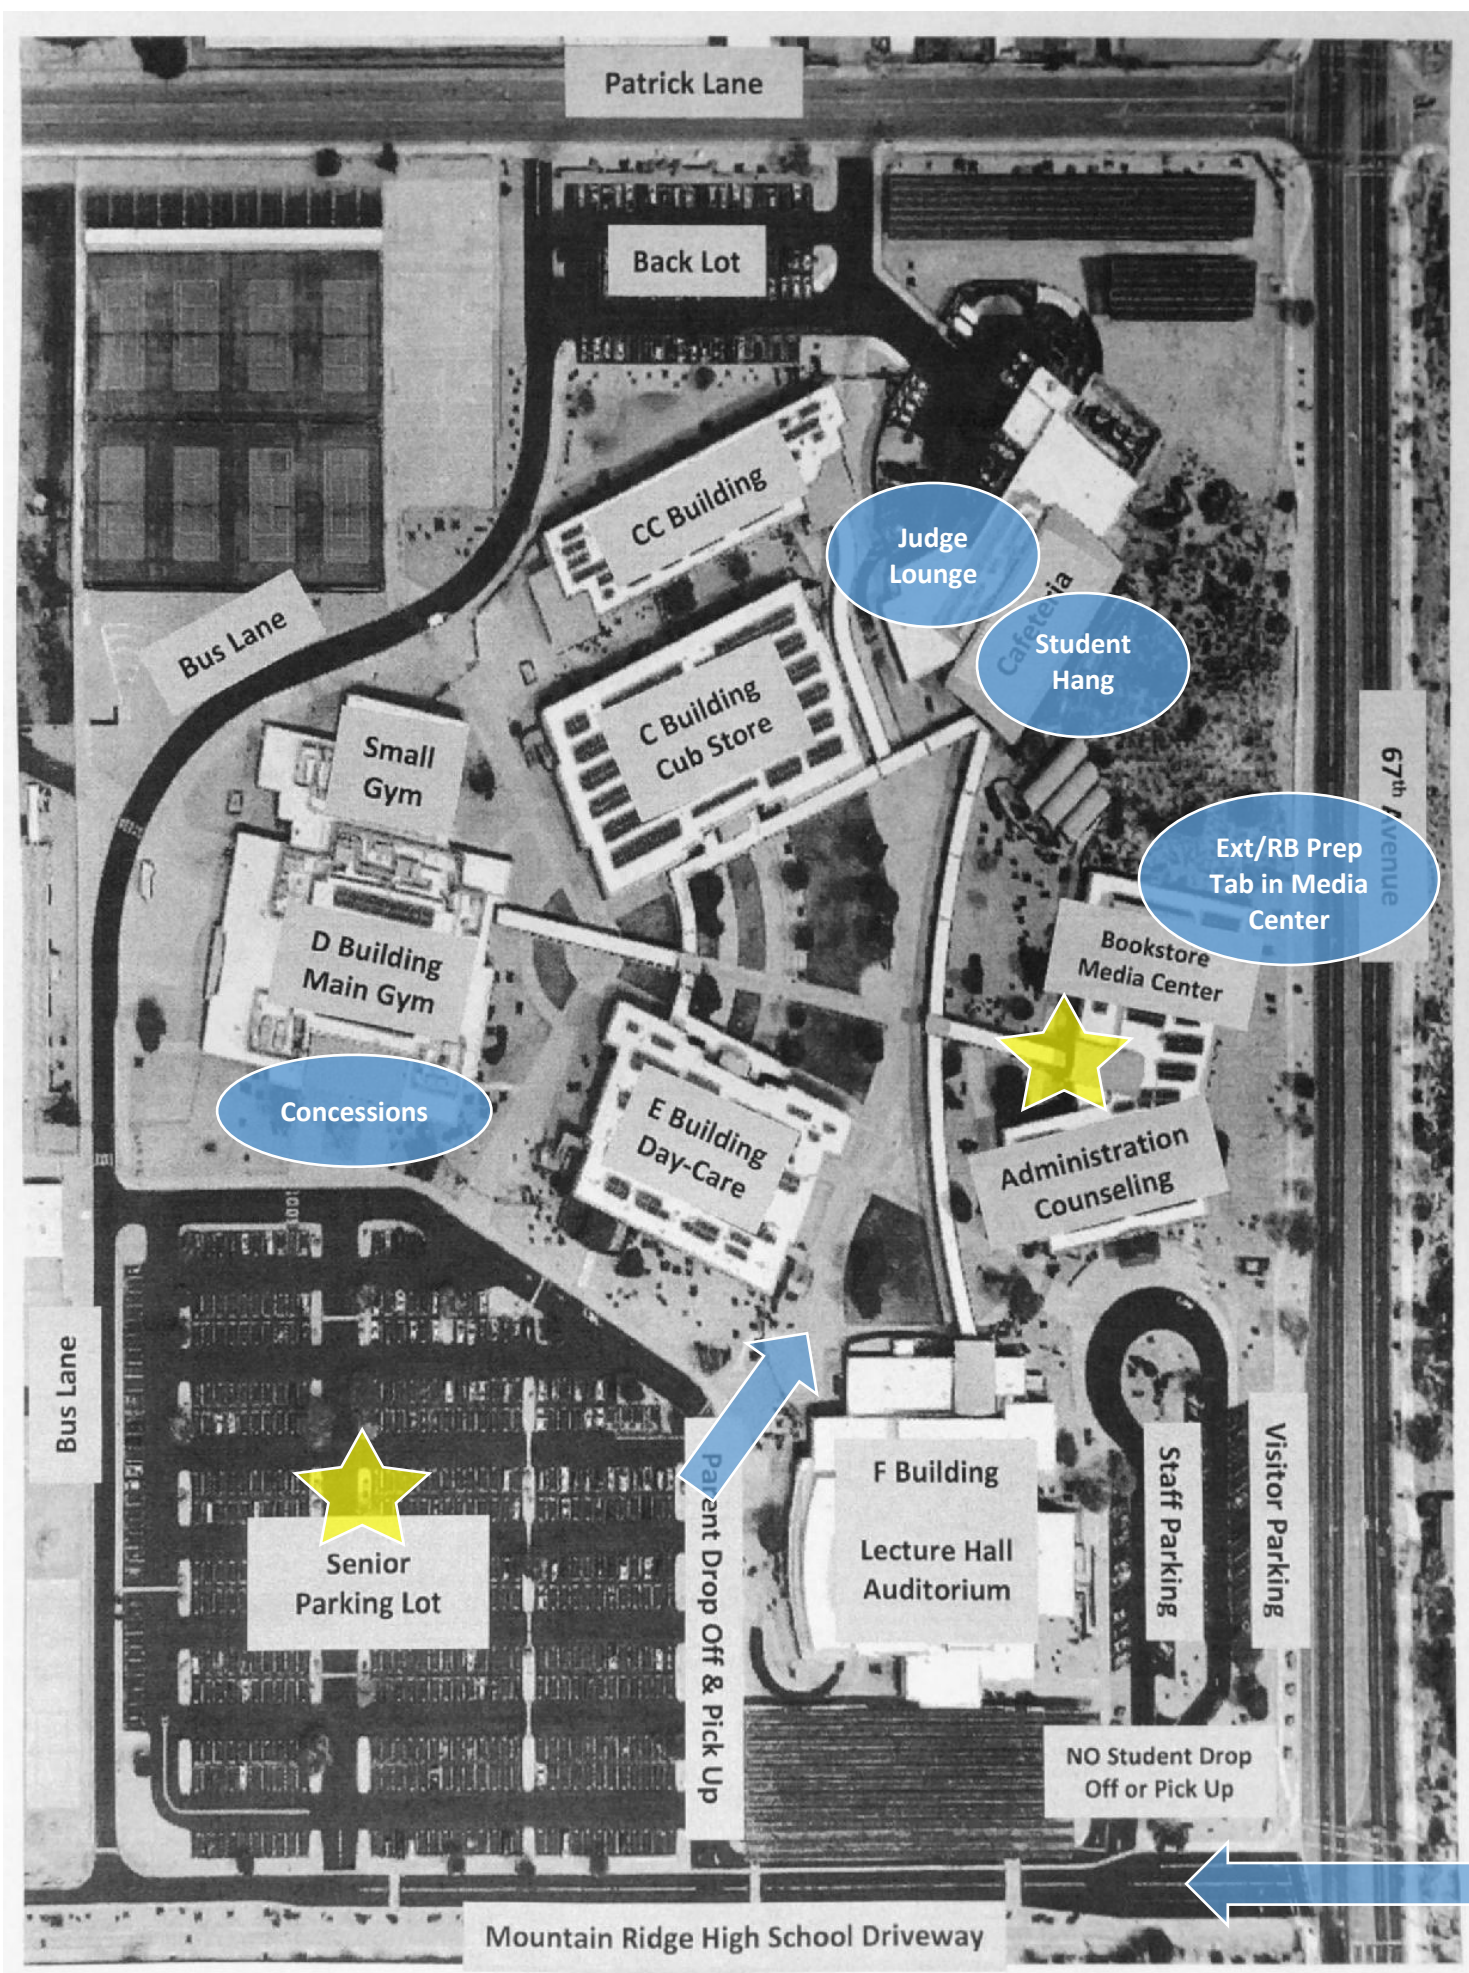 Patrick Lane
Back Lot
CC Building
Judge
Lounge
Cafeteria
Student
Hang
Bus Lane
C Building
Cub Store
Small
Gym
67th Avenue
Ext/RB Prep
Tab in Media
Center
Bookstore
Media Center
D Building
Main Gym
Concessions
E Building
Day-Care
Administration
Counseling
Bus Lane
Senior
Parking Lot
Parent Drop Off & Pick Up
F Building
Lecture Hall
Auditorium
Staff Parking
Visitor Parking
NO Student Drop
Off or Pick Up
Mountain Ridge High School Driveway